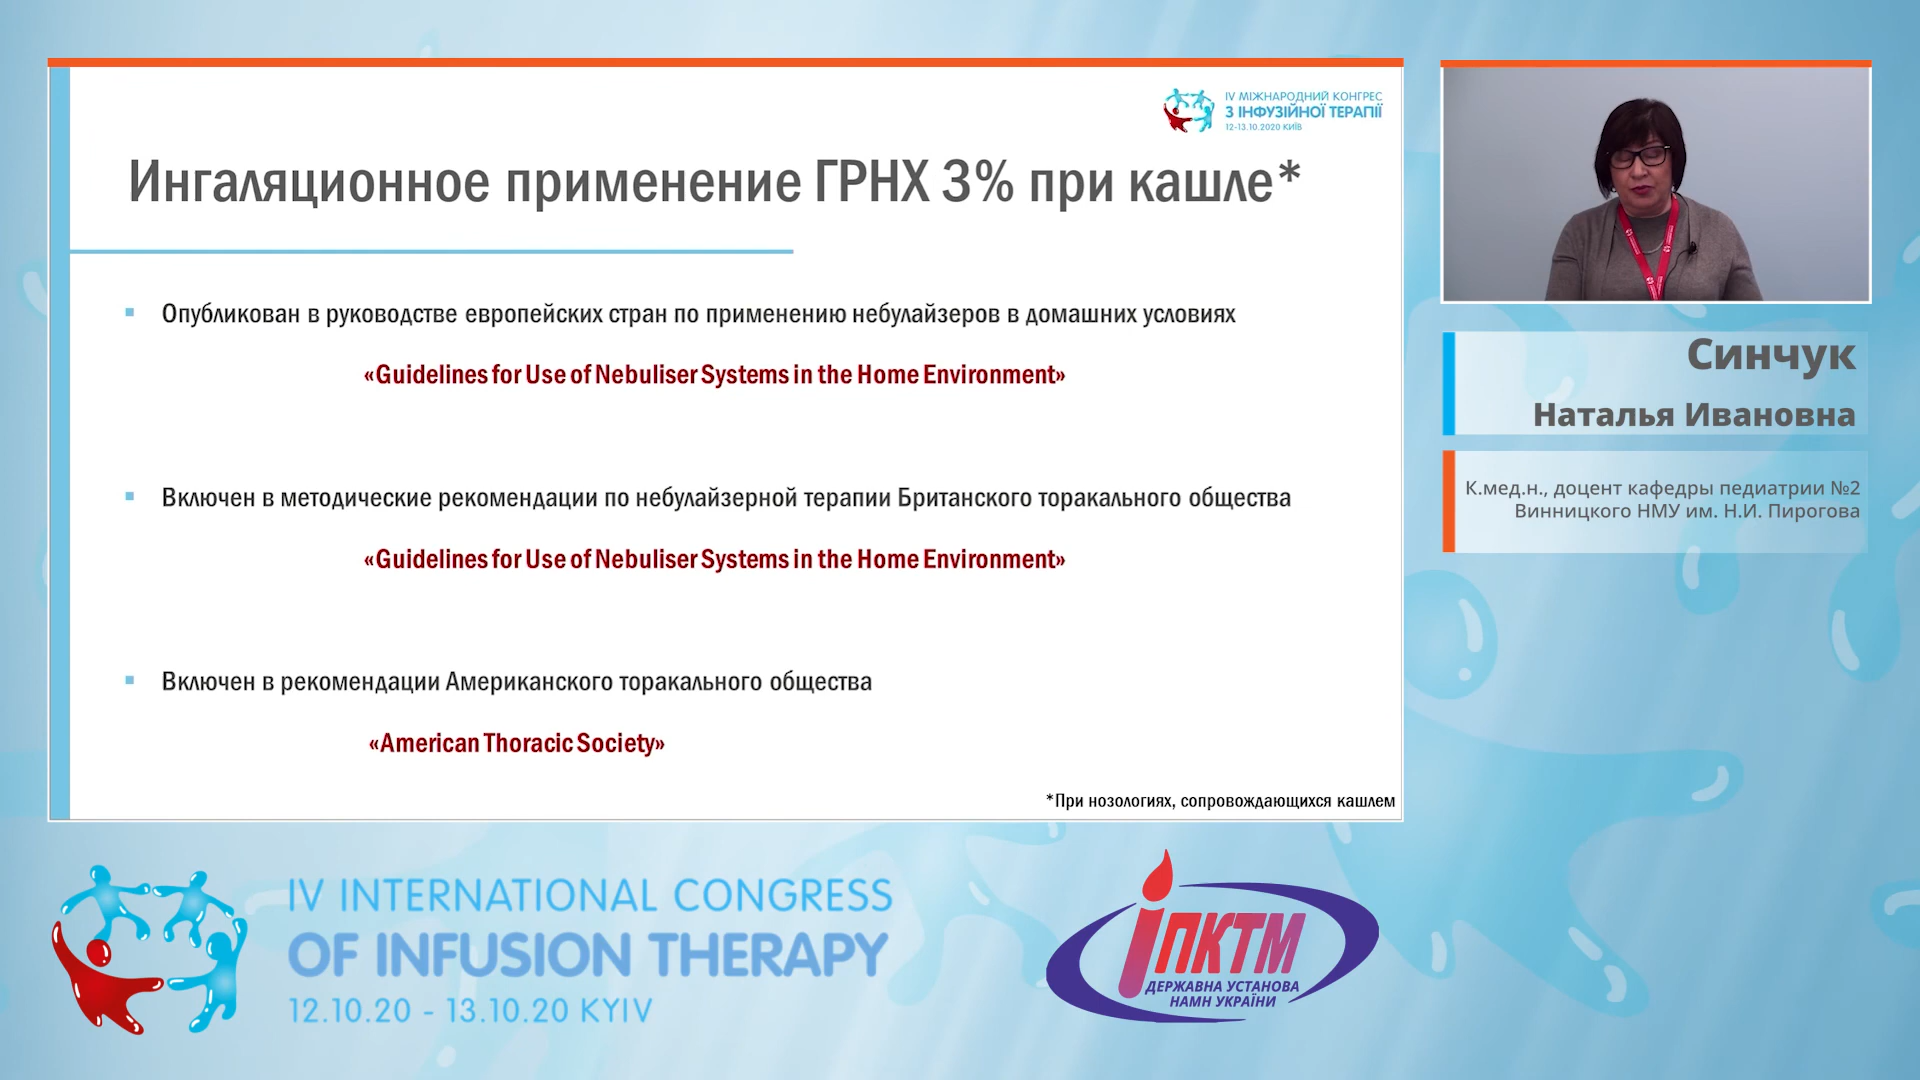 IV МІЖНАРОДНИЙ КОНГРЕС
З ІНФУЗІЙНОЇ ТЕРАПІЇ
12-13.10.2020 КИЇВ
Ингаляционное применение ГРНХ 3% при кашле*
Опубликован в руководстве европейских стран по применению небулайзеров в домашних условиях
«Guidelines for Use of Nebuliser Systems in the Home Environment»
Включен в методические рекомендации по небулайзерной терапии Британского торакального общества
«Guidelines for Use of Nebuliser Systems in the Home Environment»
Включен в рекомендации Американского торакального общества
«American Thoracic Society»
*При нозологиях, сопровождающихся кашлем
Синчук
Наталья Ивановна
К.мед.н., доцент кафедры педиатрии №2
Винницкого НМУ им. Н.И. Пирогова
IV INTERNATIONAL CONGRESS
OF INFUSION THERAPY
12.10.20 - 13.10.20 KYIV
ІПКТМ
ДЕРЖАВНА УСТАНОВА
НАМН УКРАЇНИ